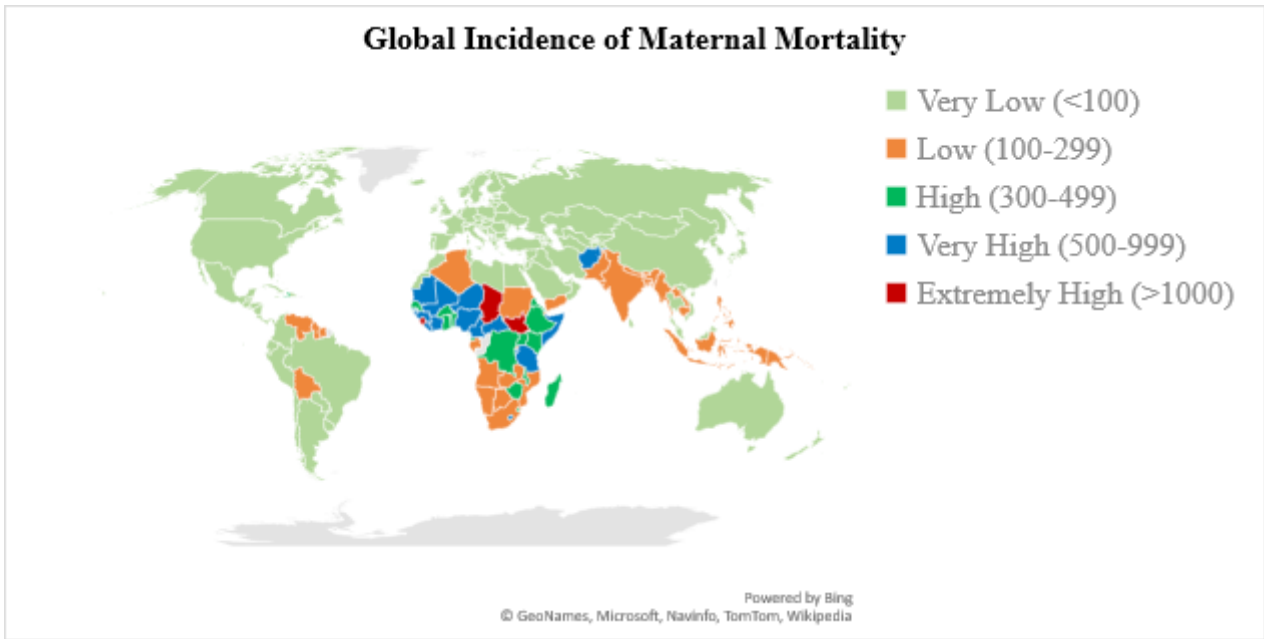 Global Incidence of Maternal Mortality
Very Low (<100)
Low (100-299)
High (300-499)
Very High (500-999)
Extremely High (>1000)
Powered by Bing
© GeoNames, Microsoft, Navinfo, TomTom, Wikipedia